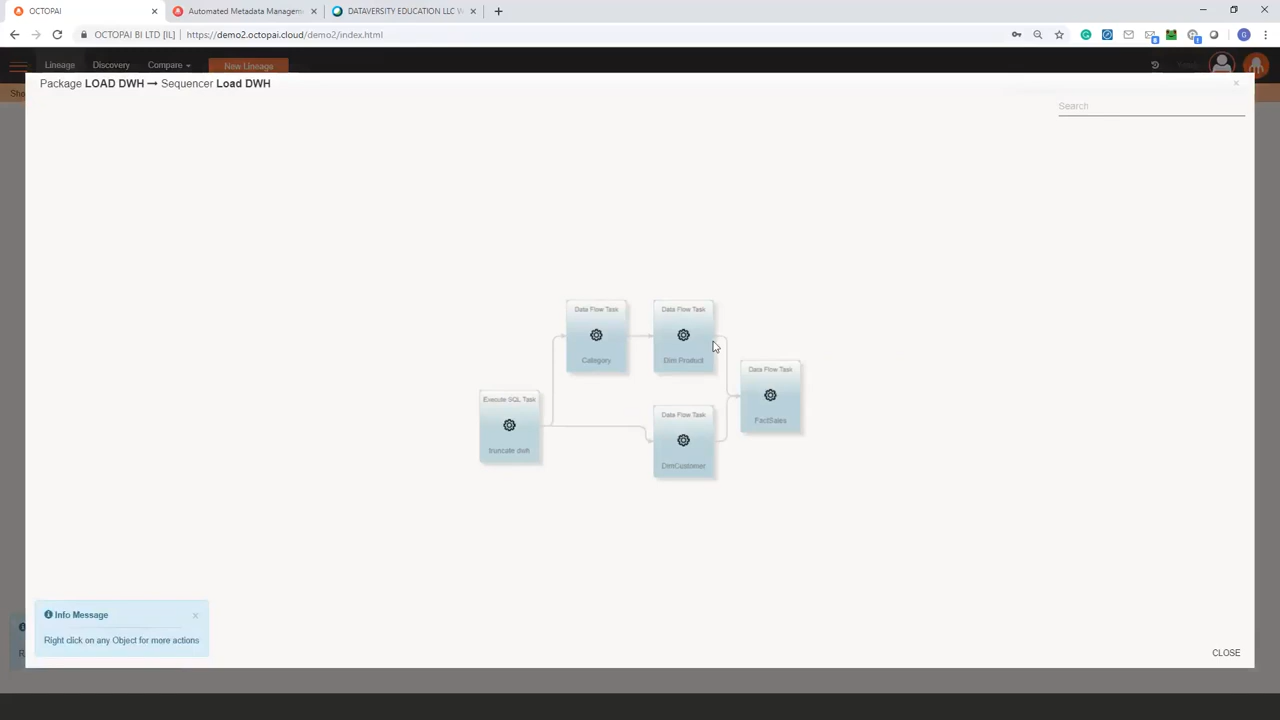 OCTOPAI
Automated Metadata Managem
DATAVERSITY EDUCATION LLC W
OCTOPAI BI LTD [IL]
https://demo2.octopai.cloud/demo2/index.html
G
Lineage
Discovery
Compare
New Lineage
Sho
Package LOAD DWH → Sequencer Load DWH
Search
Data Flow Task
Category
Data Flow Task
Dim Product
Data Flow Task
FactSales
Execute SQL Task
truncate dwh
Data Flow Task
DimCustomer
Info Message
Right click on any Object for more actions
R
CLOSE